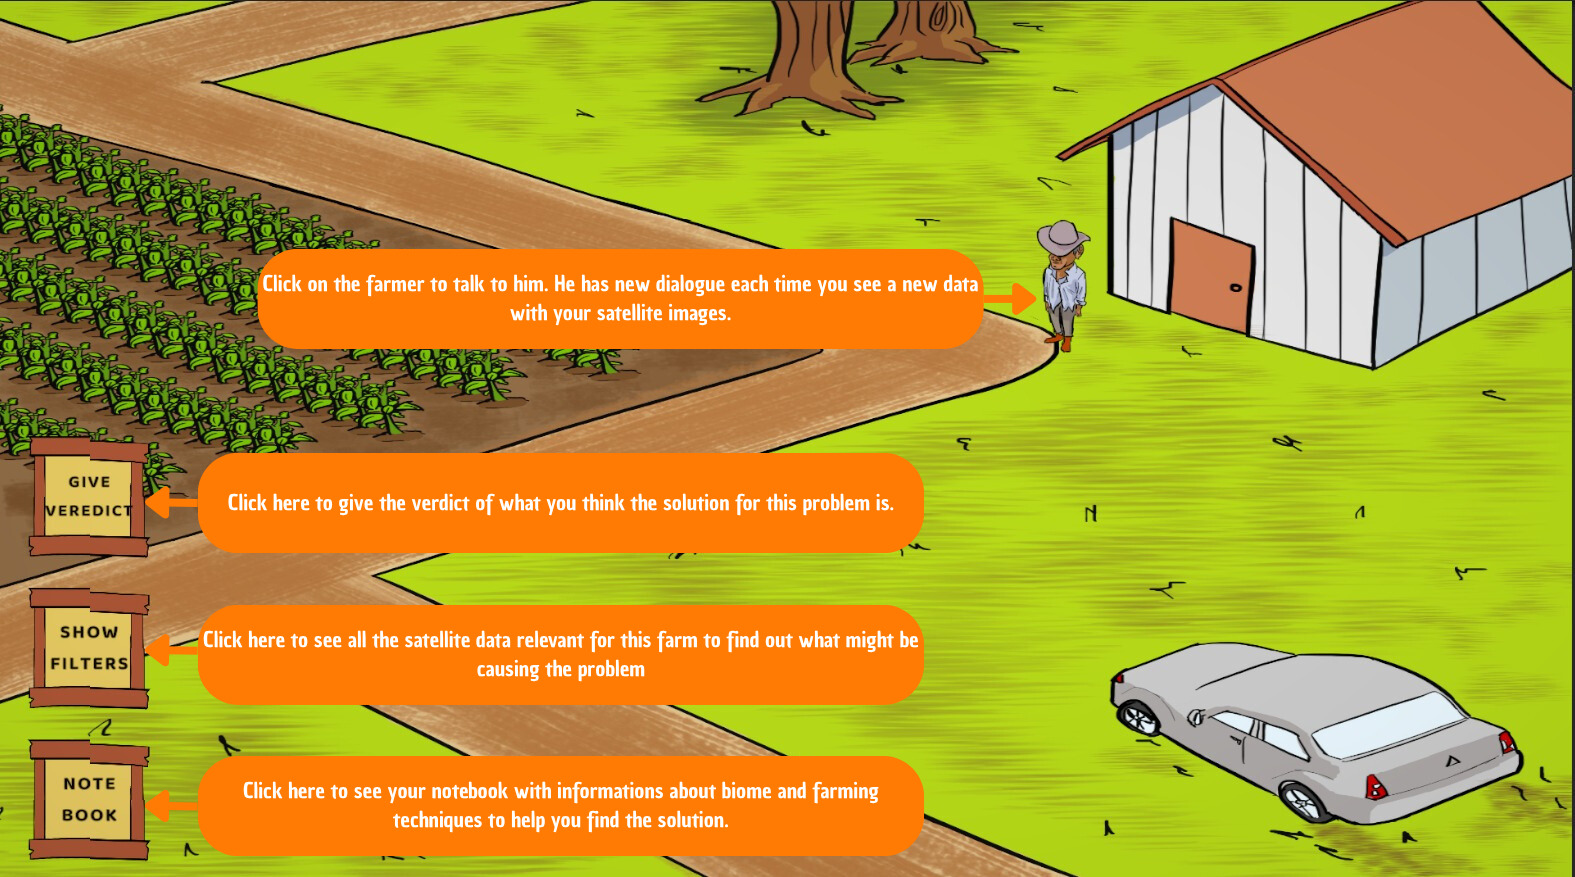 Click on the farmer to talk to him. He has new dialogue each time you see a new data
with your satellite images.
GIVE
VEREDICT
Click here to give the verdict of what you think the solution for this problem is.
SHOW
FILTERS
Click here to see all the satellite data relevant for this farm to find out what might be
causing the problem
NOTE
BOOK
Click here to see your notebook with informations about biome and farming
techniques to help you find the solution.